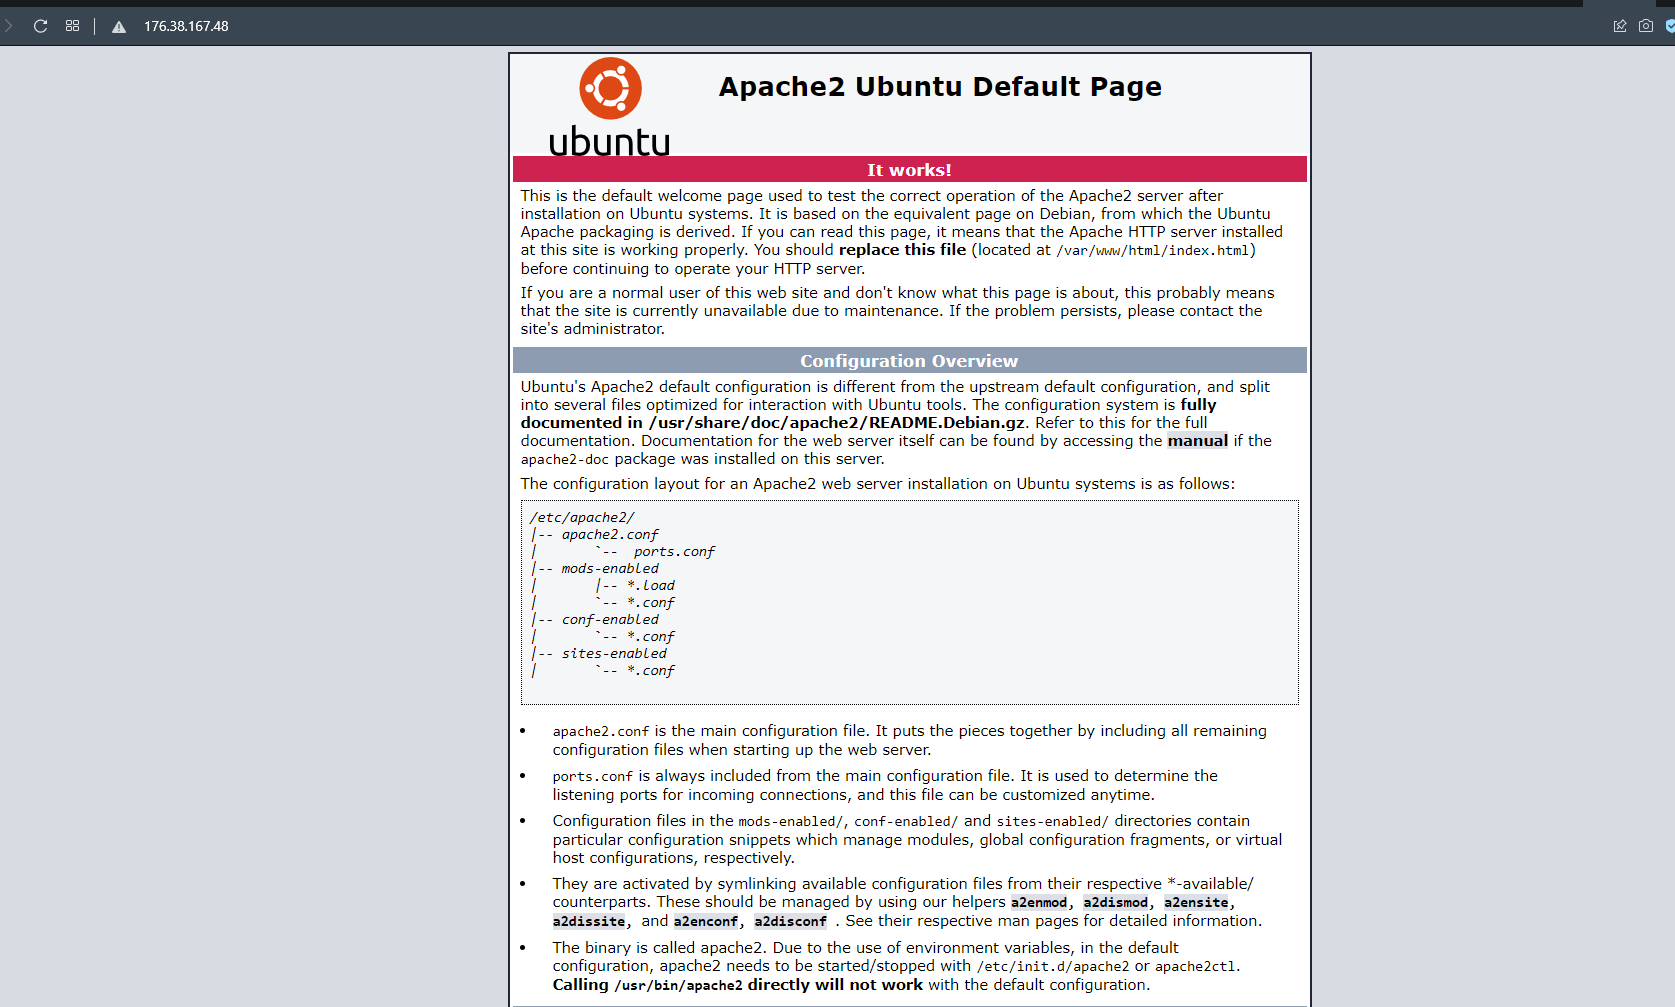 176.38.167.48
ubuntu
Apache2 Ubuntu Default Page
It works!
This is the default welcome page used to test the correct operation of the Apache2 server after
installation on Ubuntu systems. It is based on the equivalent page on Debian, from which the Ubuntu
Apache packaging is derived. If you can read this page, it means that the Apache HTTP server installed
at this site is working properly. You should replace this file (located at /var/www/html/index.html)
before continuing to operate your HTTP server.
If you are a normal user of this web site and don't know what this page is about, this probably means
that the site is currently unavailable due to maintenance. If the problem persists, please contact the
site's administrator.
Configuration Overview
Ubuntu's Apache2 default configuration is different from the upstream default configuration, and split
into several files optimized for interaction with Ubuntu tools. The configuration system is fully
documented in /usr/share/doc/apache2/README.Debian.gz. Refer to this for the full
documentation. Documentation for the web server itself can be found by accessing the manual if the
apache2-doc package was installed on this server.
The configuration layout for an Apache2 web server installation on Ubuntu systems is as follows:
/etc/apache2/
|-- apache2.conf
|       `--  ports.conf
|-- mods-enabled
|       |-- *.load
|       `-- *.conf
|-- conf-enabled
|       `-- *.conf
|-- sites-enabled
|       `-- *.conf
• apache2.conf is the main configuration file. It puts the pieces together by including all remaining
configuration files when starting up the web server.
• ports.conf is always included from the main configuration file. It is used to determine the
listening ports for incoming connections, and this file can be customized anytime.
• Configuration files in the mods-enabled/, conf-enabled/ and sites-enabled/ directories contain
particular configuration snippets which manage modules, global configuration fragments, or virtual
host configurations, respectively.
• They are activated by symlinking available configuration files from their respective *-available/
counterparts. These should be managed by using our helpers a2enmod, a2dismod, a2ensite,
a2dissite, and a2enconf, a2disconf . See their respective man pages for detailed information.
• The binary is called apache2. Due to the use of environment variables, in the default
configuration, apache2 needs to be started/stopped with /etc/init.d/apache2 or apache2ctl.
Calling /usr/bin/apache2 directly will not work with the default configuration.